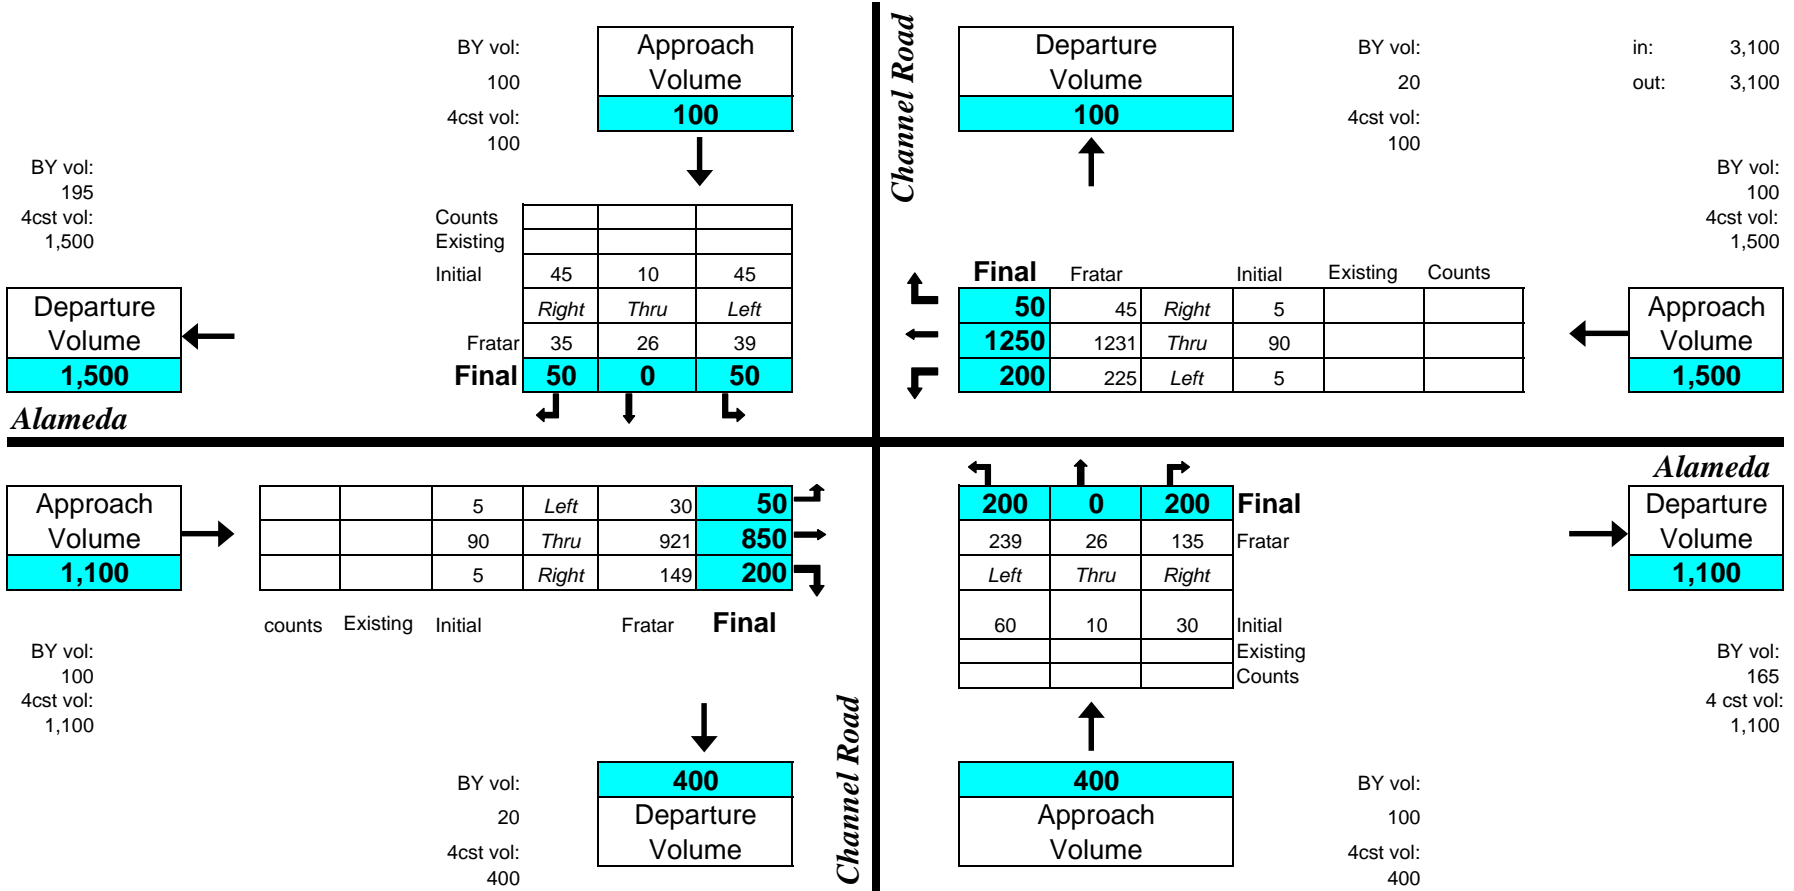 BY vol:
100
4cst vol:
100
Approach
Volume
100
Channel Road
Departure
Volume
100
BY vol:
20
4cst vol:
100
in: 3,100
out: 3,100
BY vol:
195
4cst vol:
1,500
Counts
Existing
Initial 45 10 45
Right Thru Left
Fratar 35 26 39
Final 50 0 50
Departure
Volume
1,500
Alameda
BY vol:
100
4cst vol:
1,500
Final Fratar Initial Existing Counts
50 45 Right 5
1250 1231 Thru 90
200 225 Left 5
Approach
Volume
1,500
Approach
Volume
1,100
5 Left 30 50
90 Thru 921 850
5 Right 149 200
counts Existing Initial Fratar Final
BY vol:
100
4cst vol:
1,100
BY vol:
20
4cst vol:
400
400
Departure
Volume
Channel Road
200 0 200 Final
239 26 135 Fratar
Left Thru Right
60 10 30 Initial
Existing
Counts
400
Approach
Volume
BY vol:
100
4cst vol:
400
Alameda
Departure
Volume
1,100
BY vol:
165
4 cst vol:
1,100